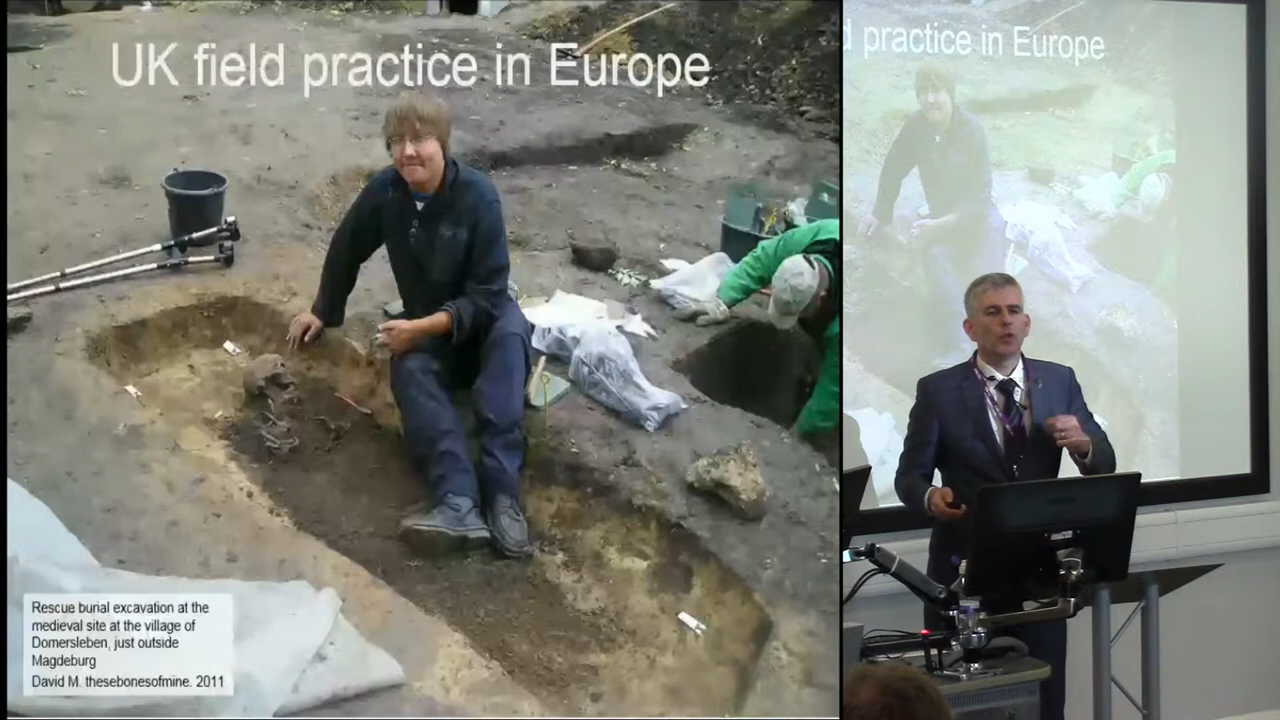 UK field practice in Europe
d practice in Europe
Rescue burial excavation at the
medieval site at the village of
Domersleben, just outside
Magdeburg
David M. thesebonesofmine. 2011